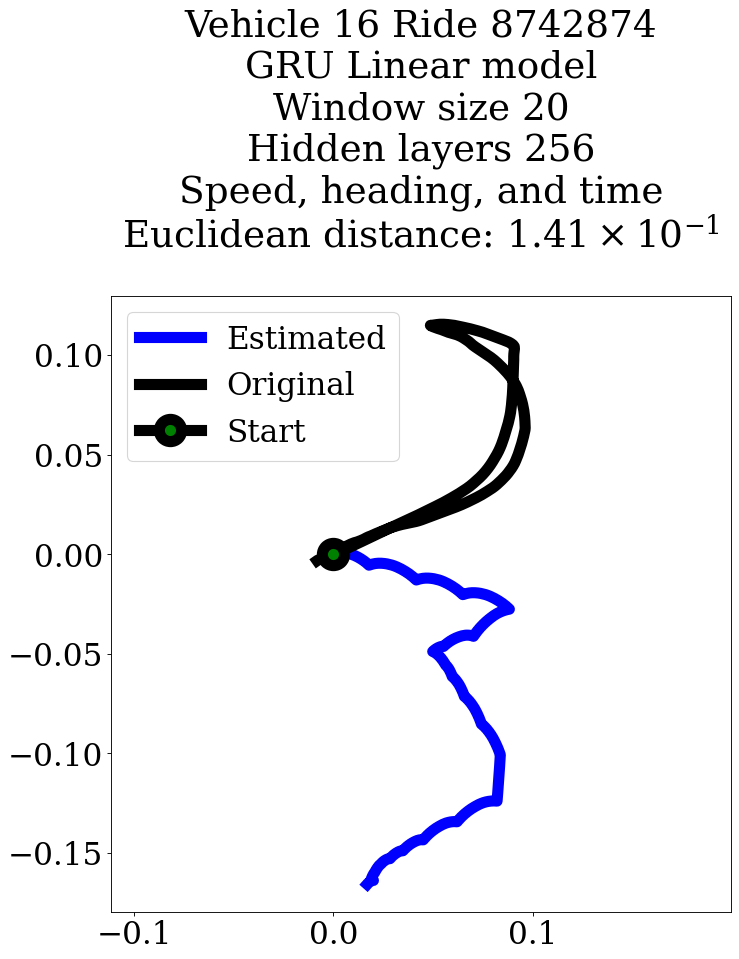 Vehicle 16 Ride 8742874
GRU Linear model
Window size 20
Hidden layers 256
Speed, heading, and time
Euclidean distance: 1.41 × 10⁻¹
Estimated
Original
Start
0.10
0.05
0.00
−0.05
−0.10
−0.15
−0.1
0.0
0.1